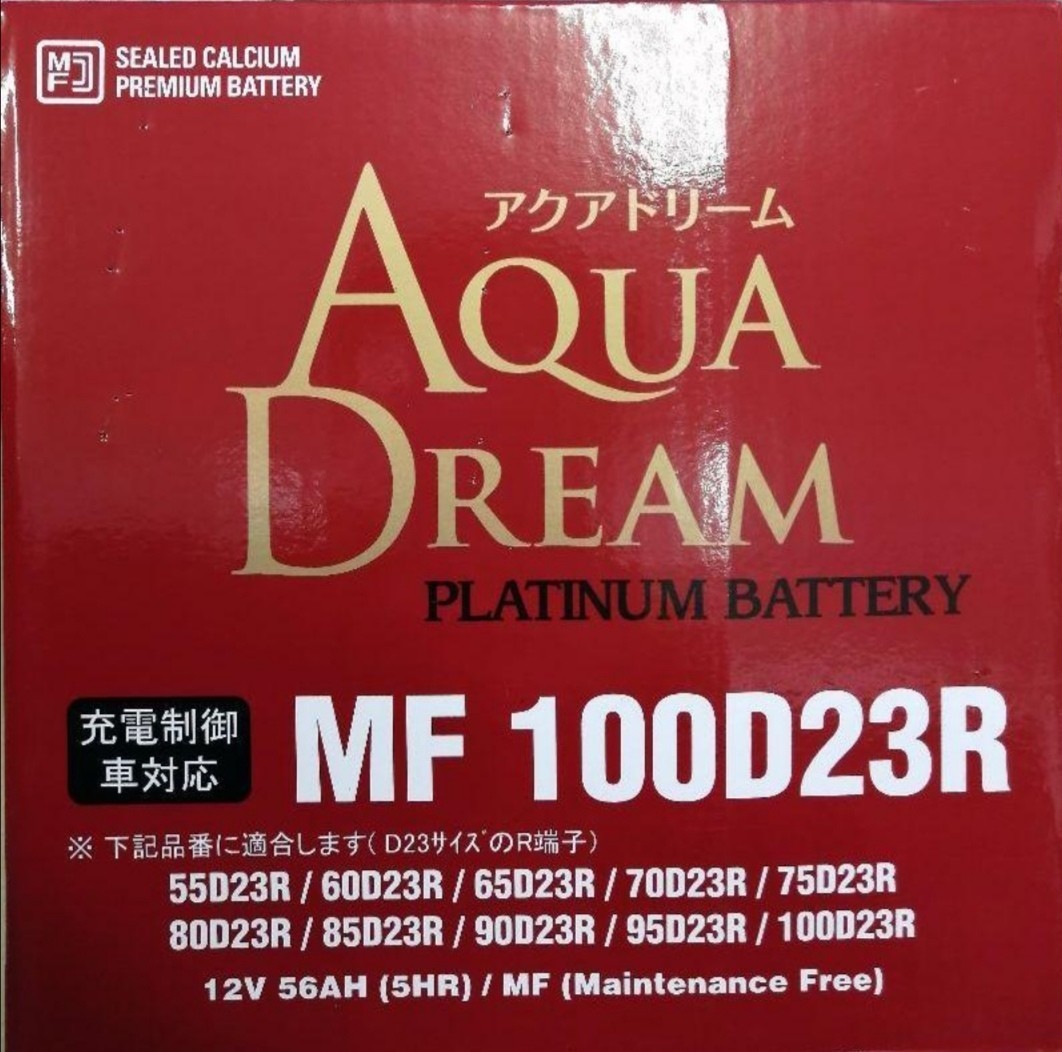 MF
SEALED CALCIUM
PREMIUM BATTERY
アクアドリーム
AQUA
DREAM
PLATINUM BATTERY
充電制御
車対応
MF 100D23R
※ 下記品番に適合します( D23サイズのR端子)
55D23R / 60D23R / 65D23R / 70D23R / 75D23R
80D23R / 85D23R / 90D23R / 95D23R / 100D23R
12V 56AH (5HR) / MF (Maintenance Free)